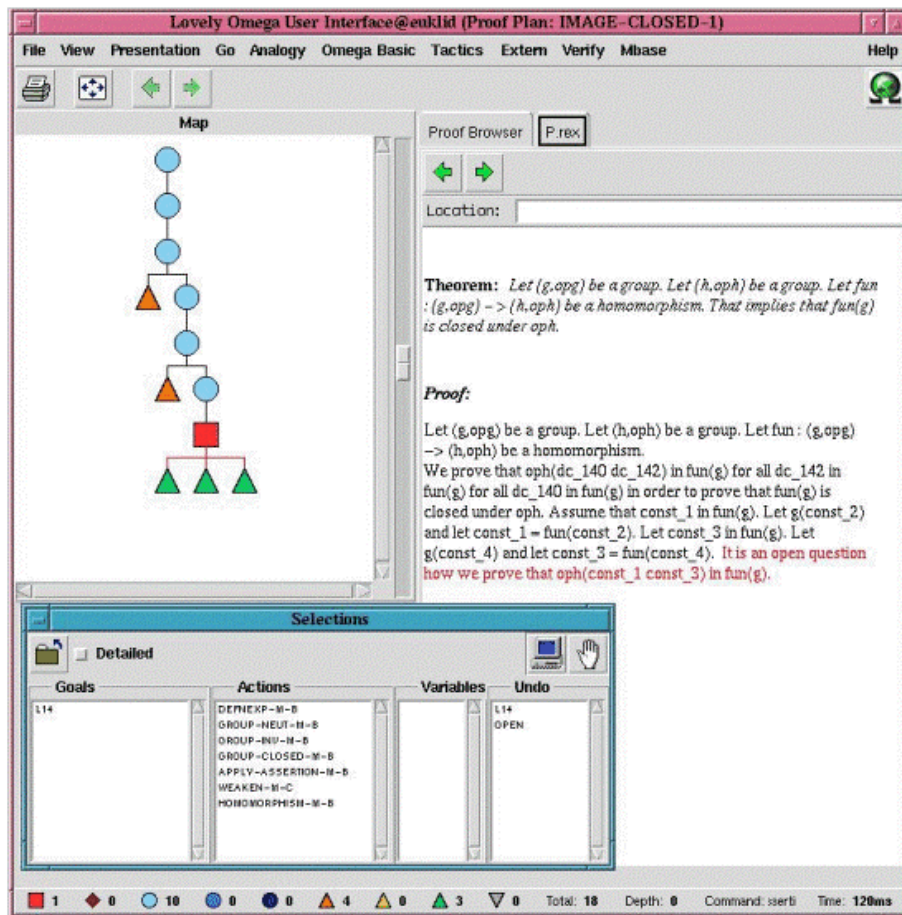 Lovely Omega User Interface@euklid (Proof Plan: IMAGE-CLOSED-1)
File View Presentation Go Analogy Omega Basic Tactics Extern Verify Mbase Help
Map
Proof Browser P.rex
Location:
Theorem: Let (g,opg) be a group. Let (h,oph) be a group. Let fun
: (g,opg) -> (h,oph) be a homomorphism. That implies that fun(g)
is closed under oph.
Proof:
Let (g,opg) be a group. Let (h,oph) be a group. Let fun : (g,opg)
-> (h,oph) be a homomorphism.
We prove that oph(dc_140 dc_142) in fun(g) for all dc_142 in
fun(g) for all dc_140 in fun(g) in order to prove that fun(g) is
closed under oph. Assume that const_1 in fun(g). Let g(const_2)
and let const_1 = fun(const_2). Let const_3 in fun(g). Let
g(const_4) and let const_3 = fun(const_4). It is an open question
how we prove that oph(const_1 const_3) in fun(g).
Selections
Detailed
Goals Actions Variables Undo
L14 DEFNEXP-M-B L14
GROUP-NEUT-M-B OPEN
GROUP-INV-M-B
GROUP-CLOSED-M-B
APPLY-ASSERTION-M-B
WEAKEN-M-C
HOMOMORPHISM-M-B
1 0 10 0 0 4 0 3 0 Total: 18 Depth: 0 Command: sserti Time: 120ms